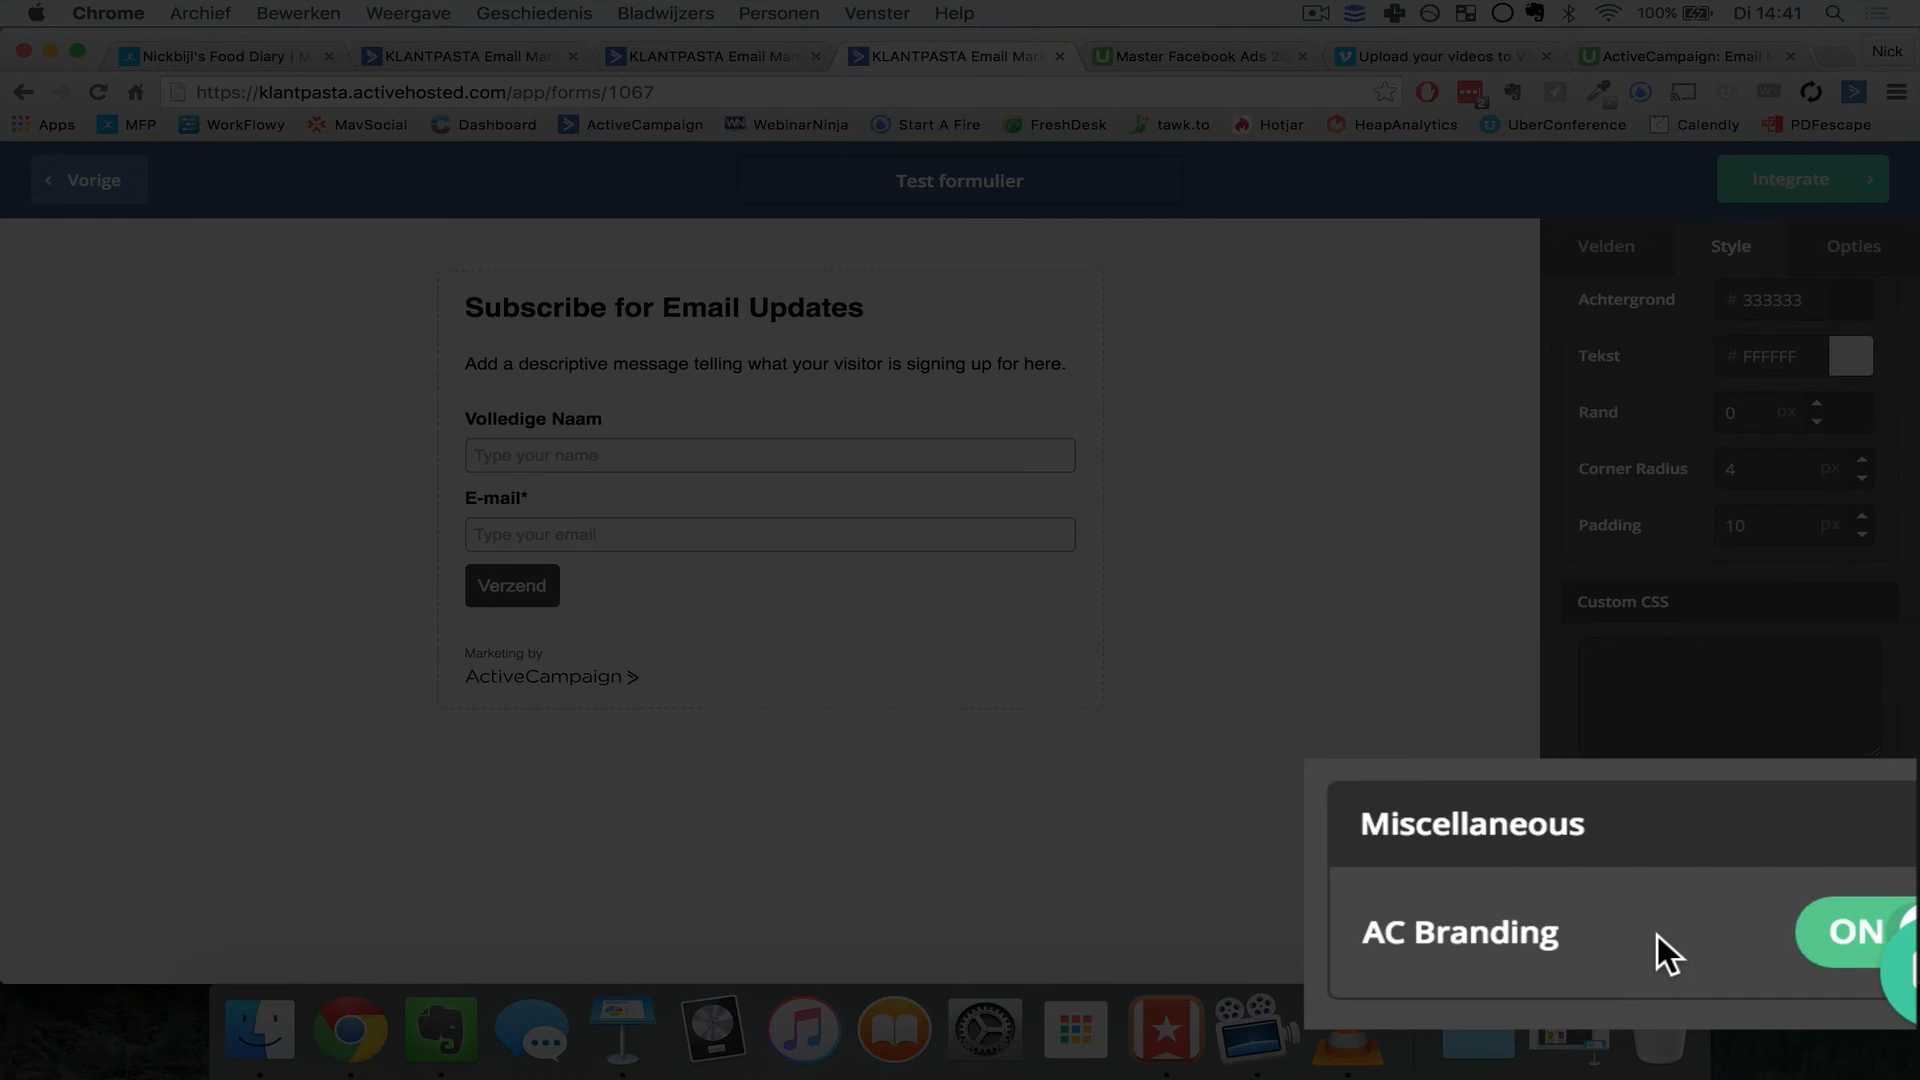 Chrome Archief Bewerken Weergave Geschiedenis Bladwijzers Personen Venster Help 100% Di 14:41
Nickbijl's Food Diary | M KLANTPASTA Email Mark KLANTPASTA Email Mar KLANTPASTA Email Mark Master Facebook Ads 20 Upload your videos to V ActiveCampaign: Email M Nick
https://klantpasta.activehosted.com/app/forms/1067
Apps MFP WorkFlowy MavSocial Dashboard ActiveCampaign WebinarNinja Start A Fire FreshDesk tawk.to Hotjar HeapAnalytics UberConference Calendly PDFescape
Vorige Test formulier Integrate
Velden Style Opties
Subscribe for Email Updates
Add a descriptive message telling what your visitor is signing up for here.
Volledige Naam
Type your name
E-mail*
Type your email
Verzend
Marketing by
ActiveCampaign >
Achtergrond # 333333
Tekst # FFFFFF
Rand 0 px
Corner Radius 4 px
Padding 10 px
Custom CSS
Miscellaneous
AC Branding ON